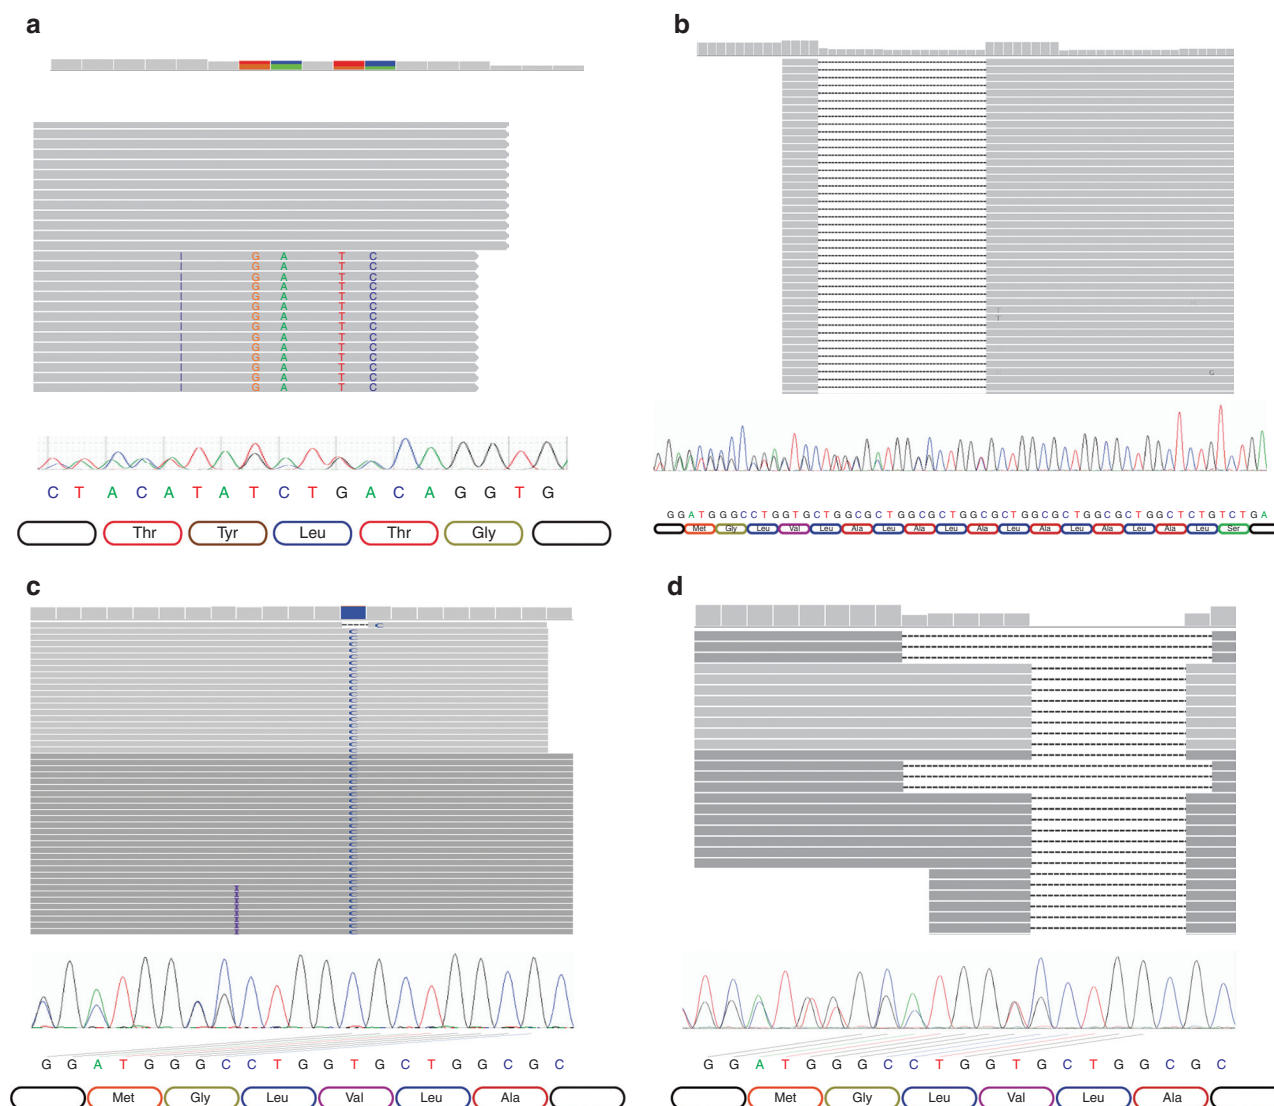 a
I G A T C
I G A T C
I G A T C
I G A T C
I G A T C
I G A T C
I G A T C
I G A T C
I G A T C
I G A T C
I G A T C
I G A T C
I G A T C
I G A T C
C T A C A T A T C T G A C A G G T G
Thr Tyr Leu Thr Gly
b
T
T
G
G G A T G G G C C T G G T G C T G G C G C T G G C G C T G G C G C T G G C G C T G G C G C T G G C T C T G T C T G A
Met Gly Leu Val Leu Ala Leu Ala Leu Ala Leu Ala Leu Ala Leu Ala Leu Ser
c
C
G G A T G G G C C T G G T G C T G G C G C
Met Gly Leu Val Leu Ala
d
G G A T G G G C C T G G T G C T G G C G C
Met Gly Leu Val Leu Ala